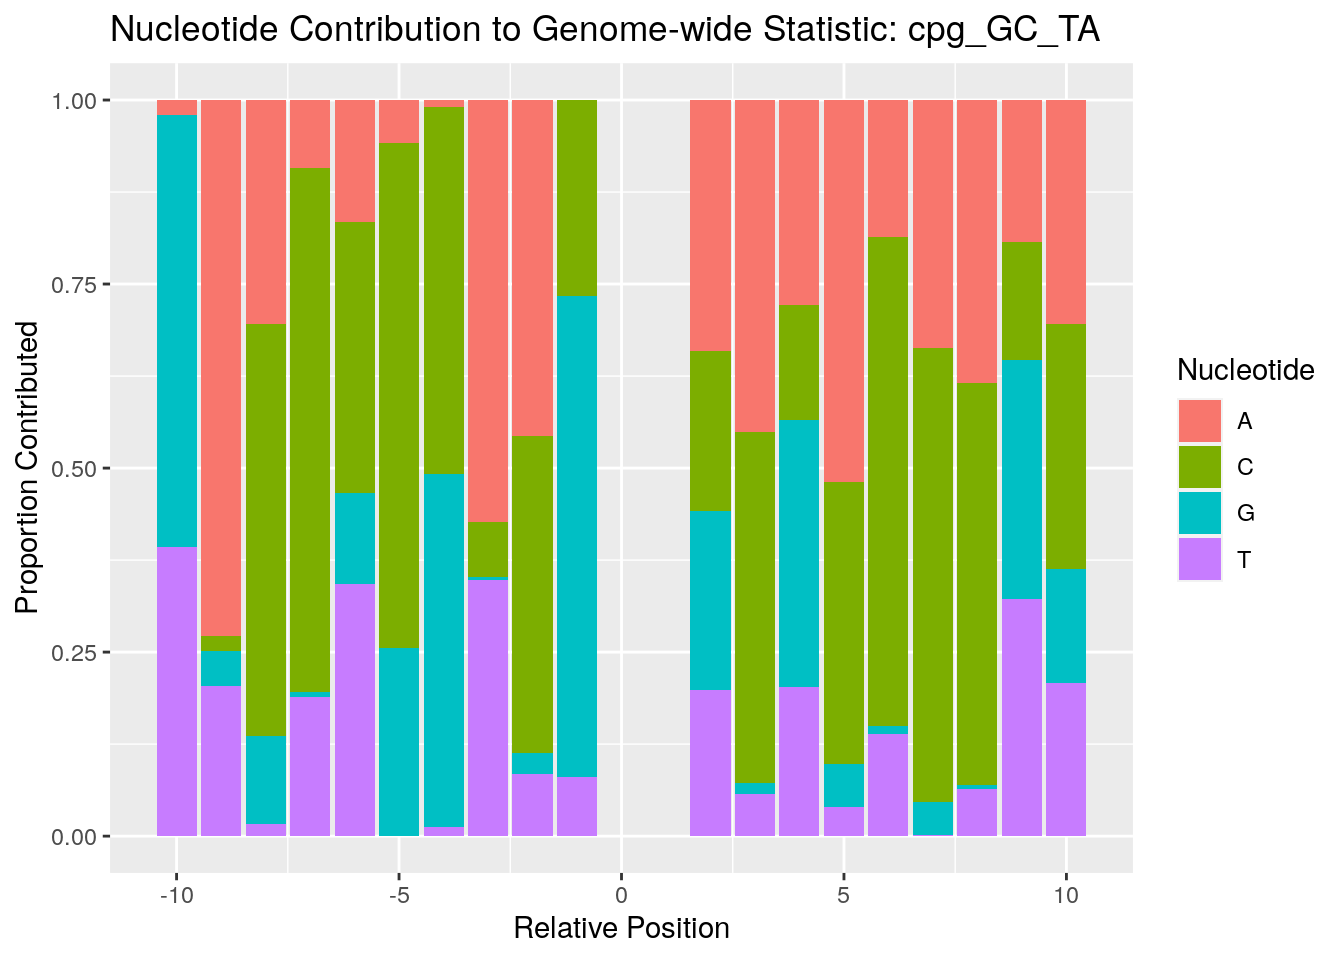 Nucleotide Contribution to Genome-wide Statistic: cpg_GC_TA
1.00
0.75
0.50
0.25
0.00
Proportion Contributed
-10
-5
0
5
10
Relative Position
Nucleotide
A
C
G
T